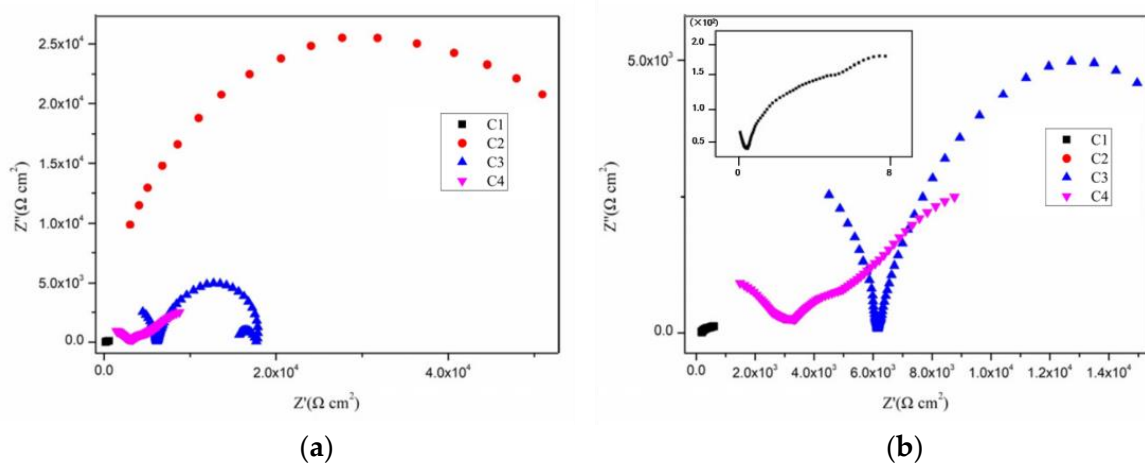 2.5x10⁴
2.0x10⁴
1.5x10⁴
1.0x10⁴
5.0x10³
0.0
Z''(Ω cm²)
C1
C2
C3
C4
0.0
2.0x10⁴
4.0x10⁴
Z'(Ω cm²)
(a)
(×10²)
2.0
1.5
1.0
0.5
0
8
5.0x10³
0.0
Z''(Ω cm²)
C1
C2
C3
C4
0.0 2.0x10³ 4.0x10³ 6.0x10³ 8.0x10³ 1.0x10⁴ 1.2x10⁴ 1.4x10⁴
Z'(Ω cm²)
(b)